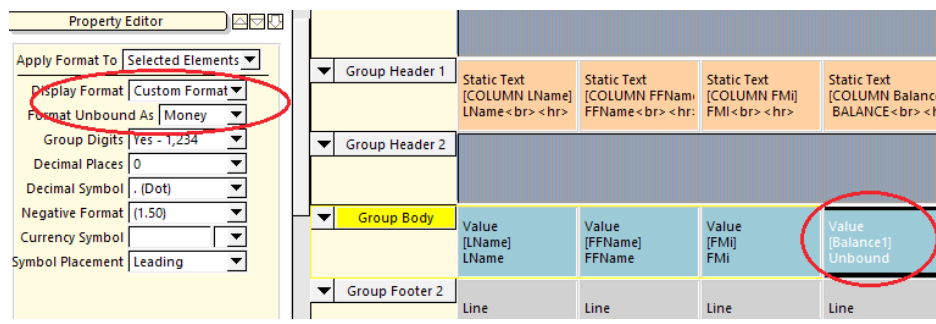 Property Editor
Apply Format To Selected Elements
Display Format Custom Format
Format Unbound As Money
Group Digits Yes - 1,234
Decimal Places 0
Decimal Symbol . (Dot)
Negative Format (1.50)
Currency Symbol
Symbol Placement Leading
Group Header 1
Static Text Static Text Static Text Static Text
[COLUMN LName] [COLUMN FFNam [COLUMN FMi] [COLUMN Balanc
LName<br><hr> FFName<br><hr: FMI<br><hr> BALANCE<br><h
Group Header 2
Group Body
Value Value Value Value
[LName] [FFName] [FMi] [Balance1]
LName FFName FMi Unbound
Group Footer 2
Line Line Line Line